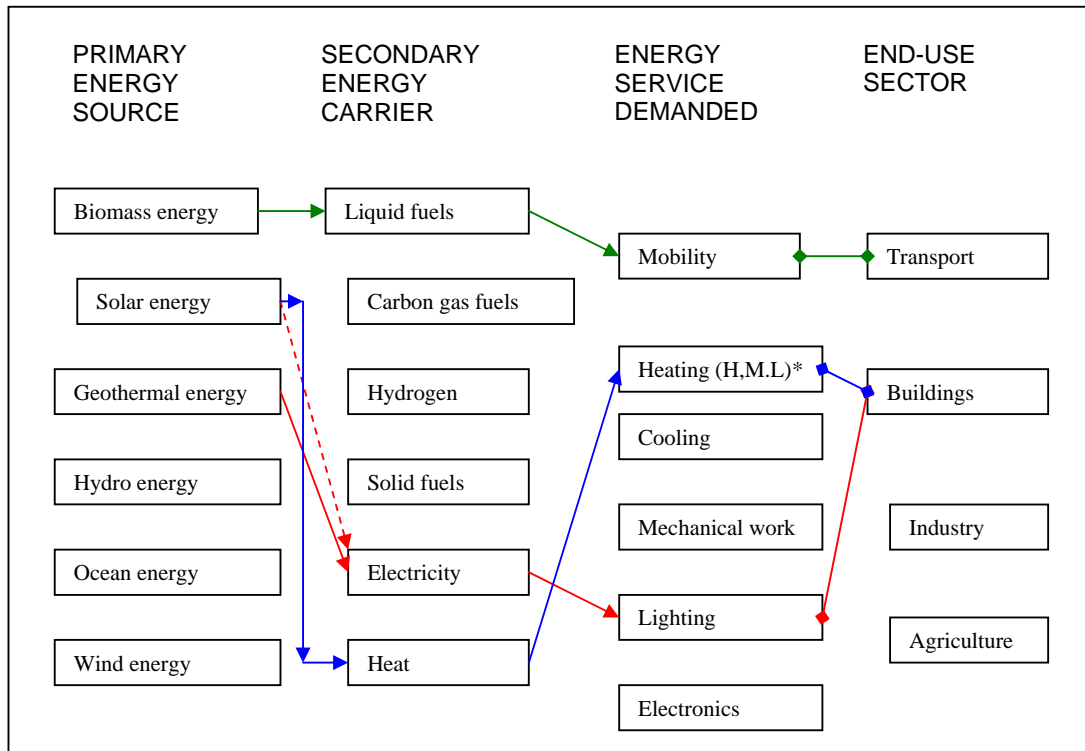 PRIMARY
ENERGY
SOURCE
SECONDARY
ENERGY
CARRIER
ENERGY
SERVICE
DEMANDED
END-USE
SECTOR
Biomass energy
Solar energy
Geothermal energy
Hydro energy
Ocean energy
Wind energy
Liquid fuels
Carbon gas fuels
Hydrogen
Solid fuels
Electricity
Heat
Mobility
Heating (H,M.L)*
Cooling
Mechanical work
Lighting
Electronics
Transport
Buildings
Industry
Agriculture